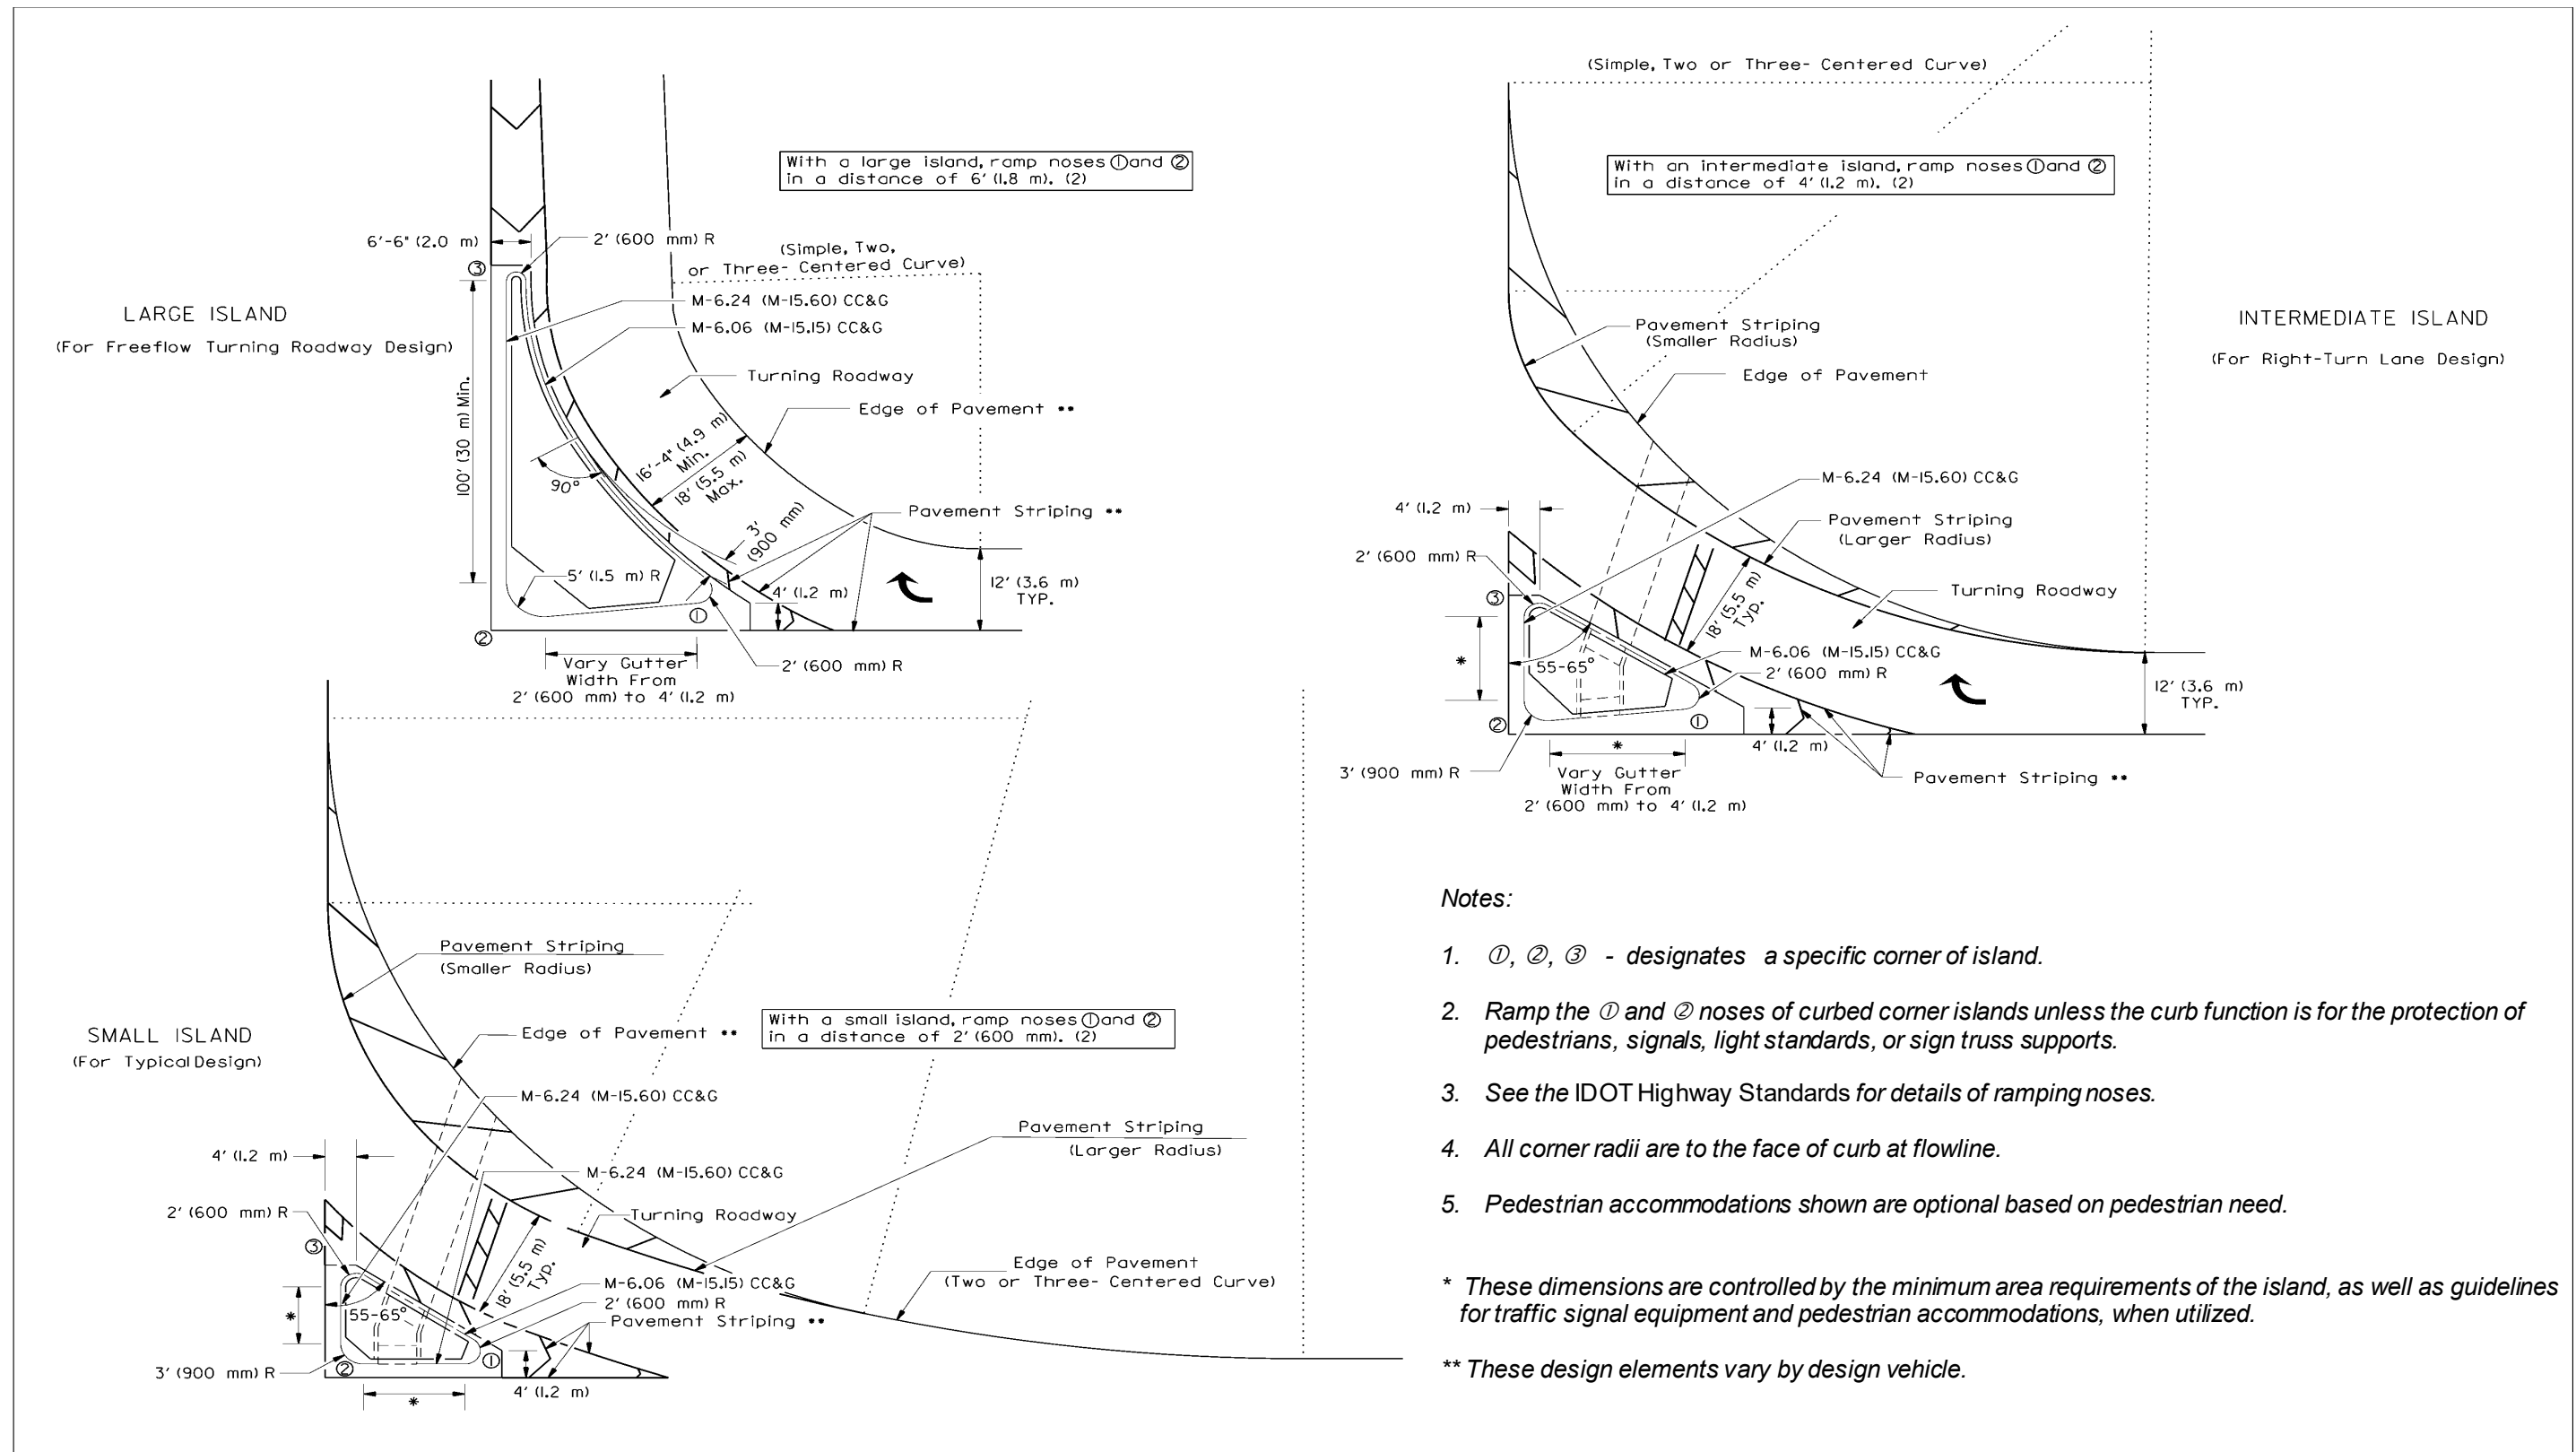 With a large island, ramp noses ① and ②
in a distance of 6' (1.8 m). (2)
6'-6" (2.0 m)
2' (600 mm) R
(Simple, Two,
or Three- Centered Curve)
③
M-6.24 (M-15.60) CC&G
M-6.06 (M-15.15) CC&G
LARGE ISLAND
(For Freeflow Turning Roadway Design)
100' (30 m) Min.
Turning Roadway
Edge of Pavement **
16'-4" (4.9 m)
Min.
18' (5.5 m)
Max.
90°
3'
(900 mm)
Pavement Striping **
5' (1.5 m) R
4' (1.2 m)
12' (3.6 m)
TYP.
①
②
2' (600 mm) R
Vary Gutter
Width From
2' (600 mm) to 4' (1.2 m)
(Simple, Two or Three- Centered Curve)
With an intermediate island, ramp noses ① and ②
in a distance of 4' (1.2 m). (2)
INTERMEDIATE ISLAND
(For Right-Turn Lane Design)
Pavement Striping
(Smaller Radius)
Edge of Pavement
M-6.24 (M-15.60) CC&G
4' (1.2 m)
Pavement Striping
(Larger Radius)
2' (600 mm) R
18' (5.5 m)
Typ.
Turning Roadway
③
*
55-65°
M-6.06 (M-15.15) CC&G
2' (600 mm) R
12' (3.6 m)
TYP.
②
①
*
4' (1.2 m)
3' (900 mm) R
Vary Gutter
Width From
2' (600 mm) to 4' (1.2 m)
Pavement Striping **
Pavement Striping
(Smaller Radius)
SMALL ISLAND
(For Typical Design)
Edge of Pavement **
With a small island, ramp noses ① and ②
in a distance of 2' (600 mm). (2)
M-6.24 (M-15.60) CC&G
Pavement Striping
(Larger Radius)
4' (1.2 m)
M-6.24 (M-15.60) CC&G
2' (600 mm) R
Turning Roadway
③
18' (5.5 m)
Typ.
Edge of Pavement
(Two or Three- Centered Curve)
M-6.06 (M-15.15) CC&G
2' (600 mm) R
*
55-65°
Pavement Striping **
①
②
3' (900 mm) R
4' (1.2 m)
*
Notes:
1. ①, ②, ③ - designates a specific corner of island.
2. Ramp the ① and ② noses of curbed corner islands unless the curb function is for the protection of
pedestrians, signals, light standards, or sign truss supports.
3. See the IDOT Highway Standards for details of ramping noses.
4. All corner radii are to the face of curb at flowline.
5. Pedestrian accommodations shown are optional based on pedestrian need.
* These dimensions are controlled by the minimum area requirements of the island, as well as guidelines
for traffic signal equipment and pedestrian accommodations, when utilized.
** These design elements vary by design vehicle.